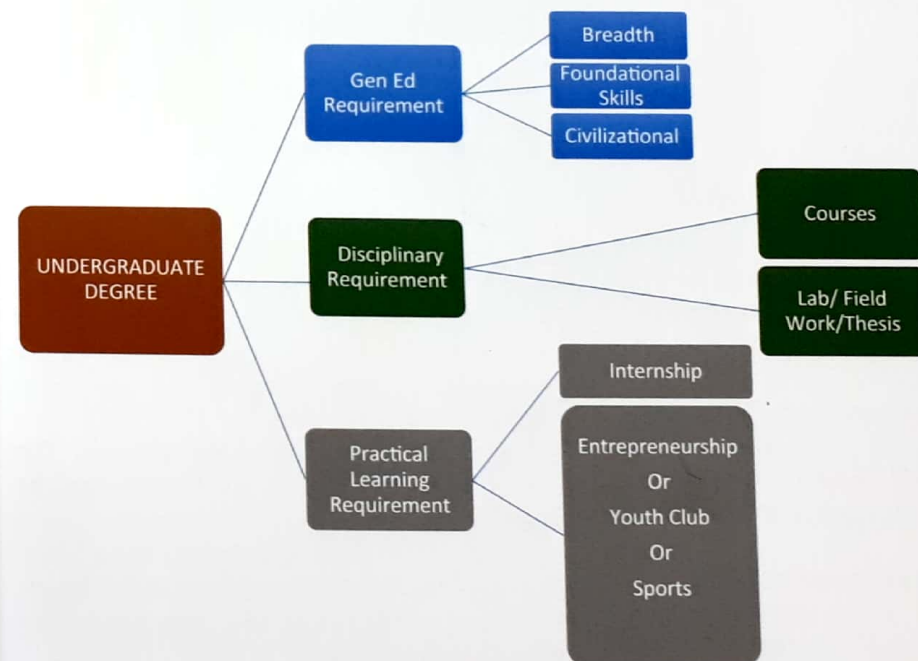 UNDERGRADUATE
DEGREE
Gen Ed
Requirement
Breadth
Foundational
Skills
Civilizational
Disciplinary
Requirement
Courses
Lab/ Field
Work/Thesis
Practical
Learning
Requirement
Internship
Entrepreneurship
Or
Youth Club
Or
Sports